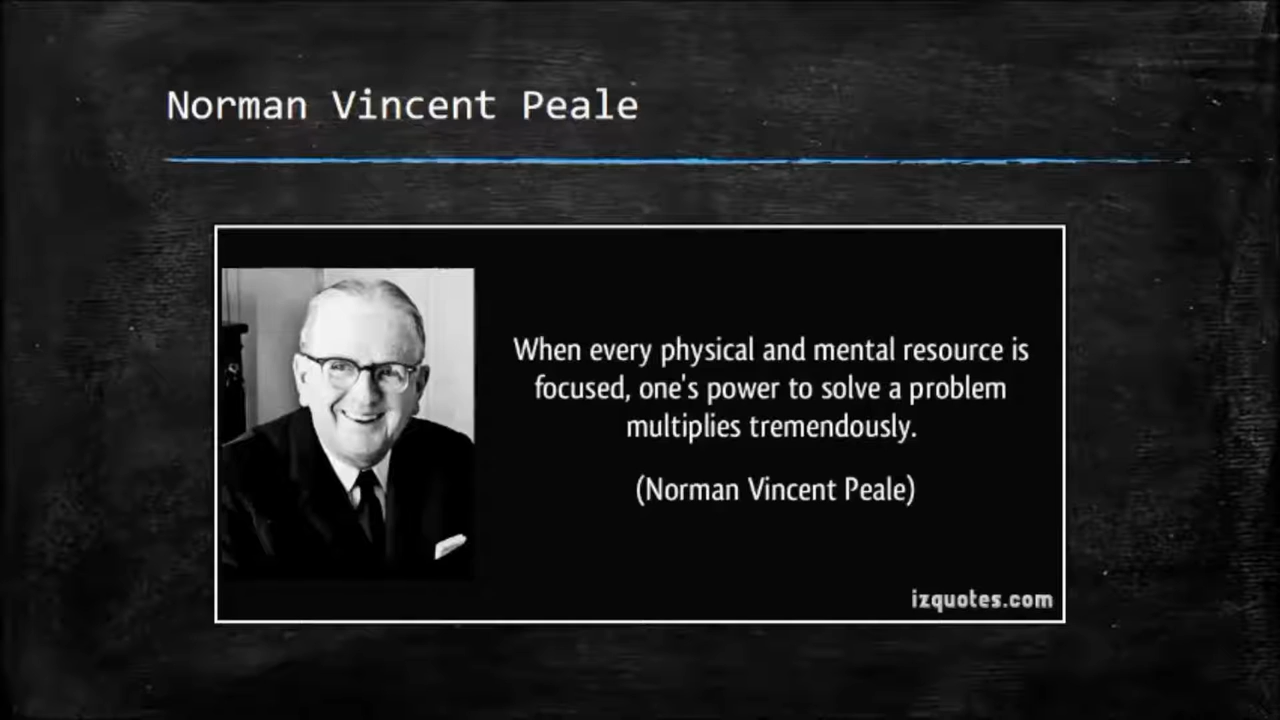 Norman Vincent Peale
When every physical and mental resource is
focused, one's power to solve a problem
multiplies tremendously.
(Norman Vincent Peale)
izquotes.com